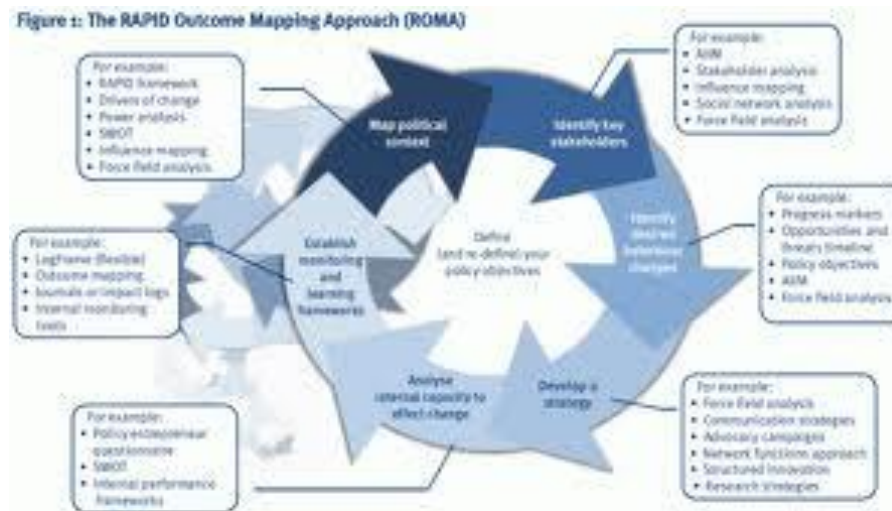 Figure 1: The RAPID Outcome Mapping Approach (ROMA)
For example:
• RAPID framework
• Drivers of change
• Power analysis
• SWOT
• Influence mapping
• Force field analysis
Map political
context
Identify key
stakeholders
For example:
• AIIM
• Stakeholder analysis
• Influence mapping
• Social network analysis
• Force field analysis
Identify
desired
behaviour
changes
For example:
• Progress markers
• Opportunities and
threats timeline
• Policy objectives
• AIIM
• Force field analysis
Define
(and re-define) your
policy objectives
Establish
monitoring
and
learning
frameworks
For example:
• LogFrame (flexible)
• Outcome mapping
• Journals or impact logs
• Internal monitoring
tools
Analyse
internal capacity to
effect change
Develop a
strategy
For example:
• Policy entrepreneur
questionnaire
• SWOT
• Internal performance
frameworks
For example:
• Force field analysis
• Communication strategies
• Advocacy campaigns
• Network functions approach
• Structured innovation
• Research strategies